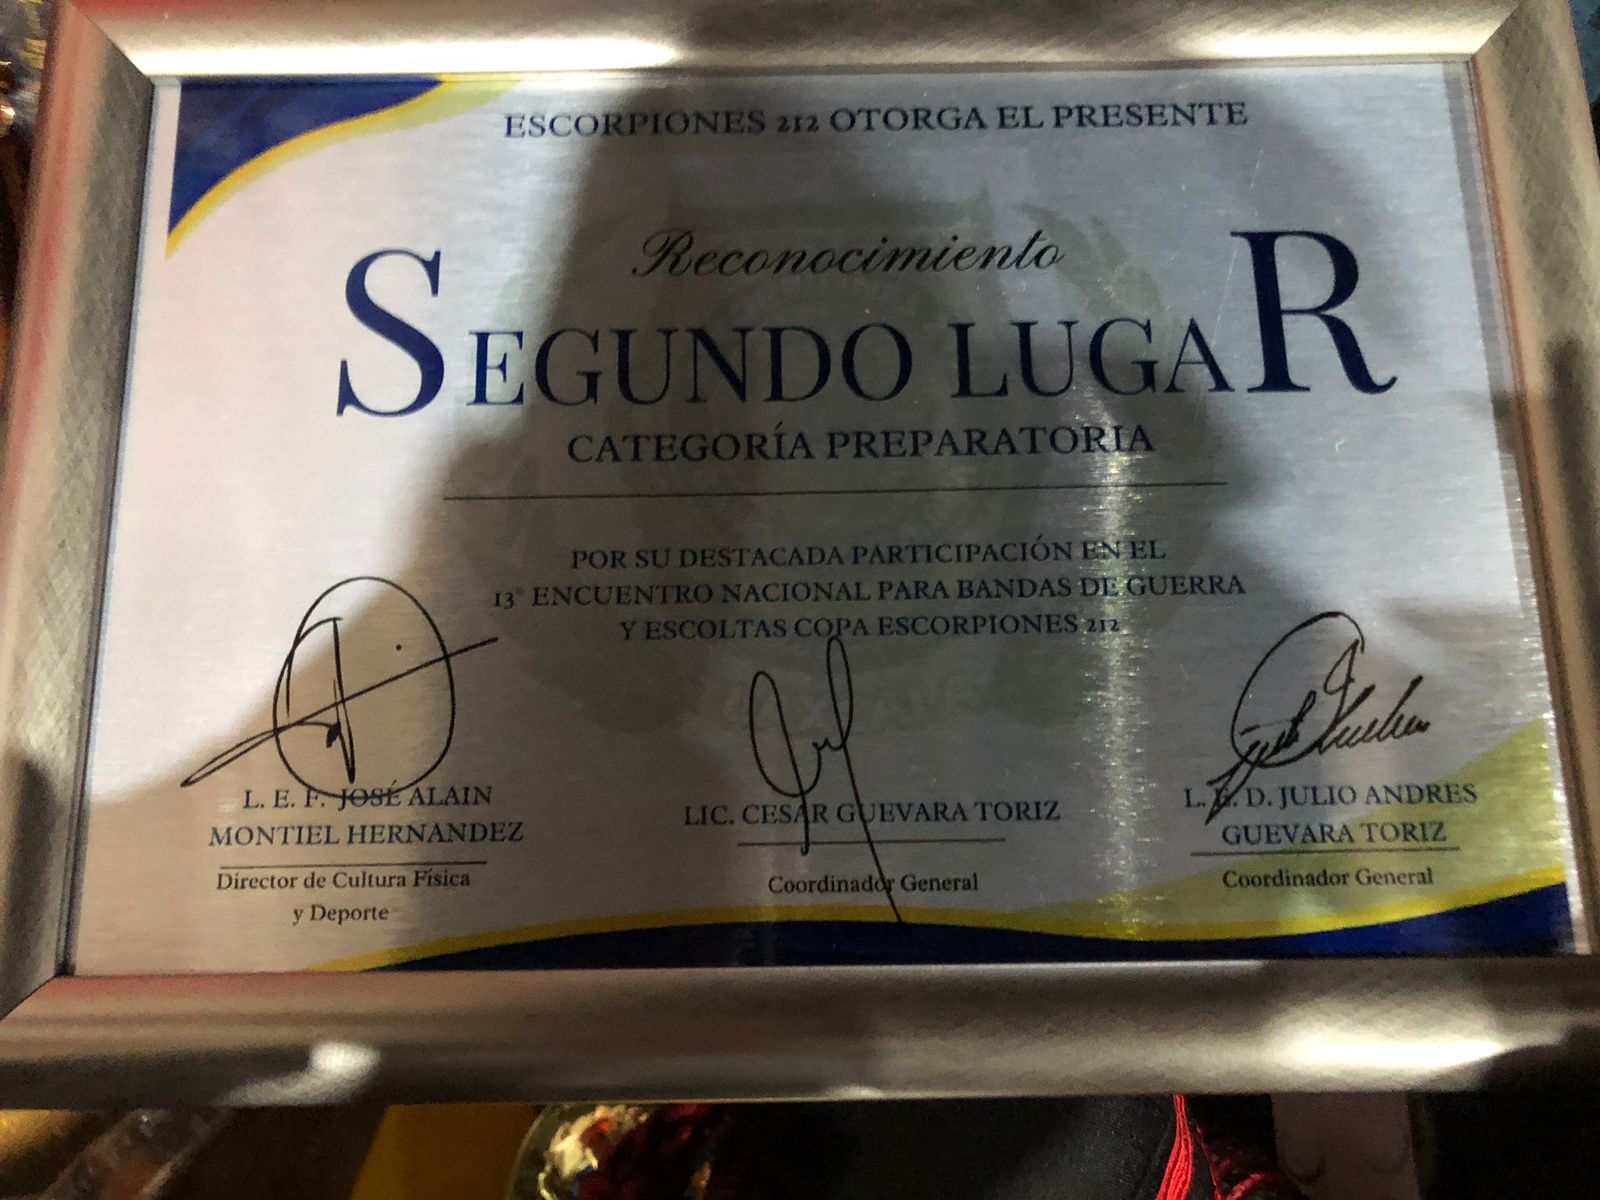 ESCORPIONES 212 OTORGA EL PRESENTE
Reconocimiento
SEGUNDO LUGAR
CATEGORÍA PREPARATORIA
POR SU DESTACADA PARTICIPACIÓN EN EL
13° ENCUENTRO NACIONAL PARA BANDAS DE GUERRA
Y ESCOLTAS COPA ESCORPIONES 212
L. E. F. JOSÉ ALAIN
MONTIEL HERNANDEZ
Director de Cultura Física
y Deporte
LIC. CESAR GUEVARA TORIZ
Coordinador General
L. E. D. JULIO ANDRES
GUEVARA TORIZ
Coordinador General